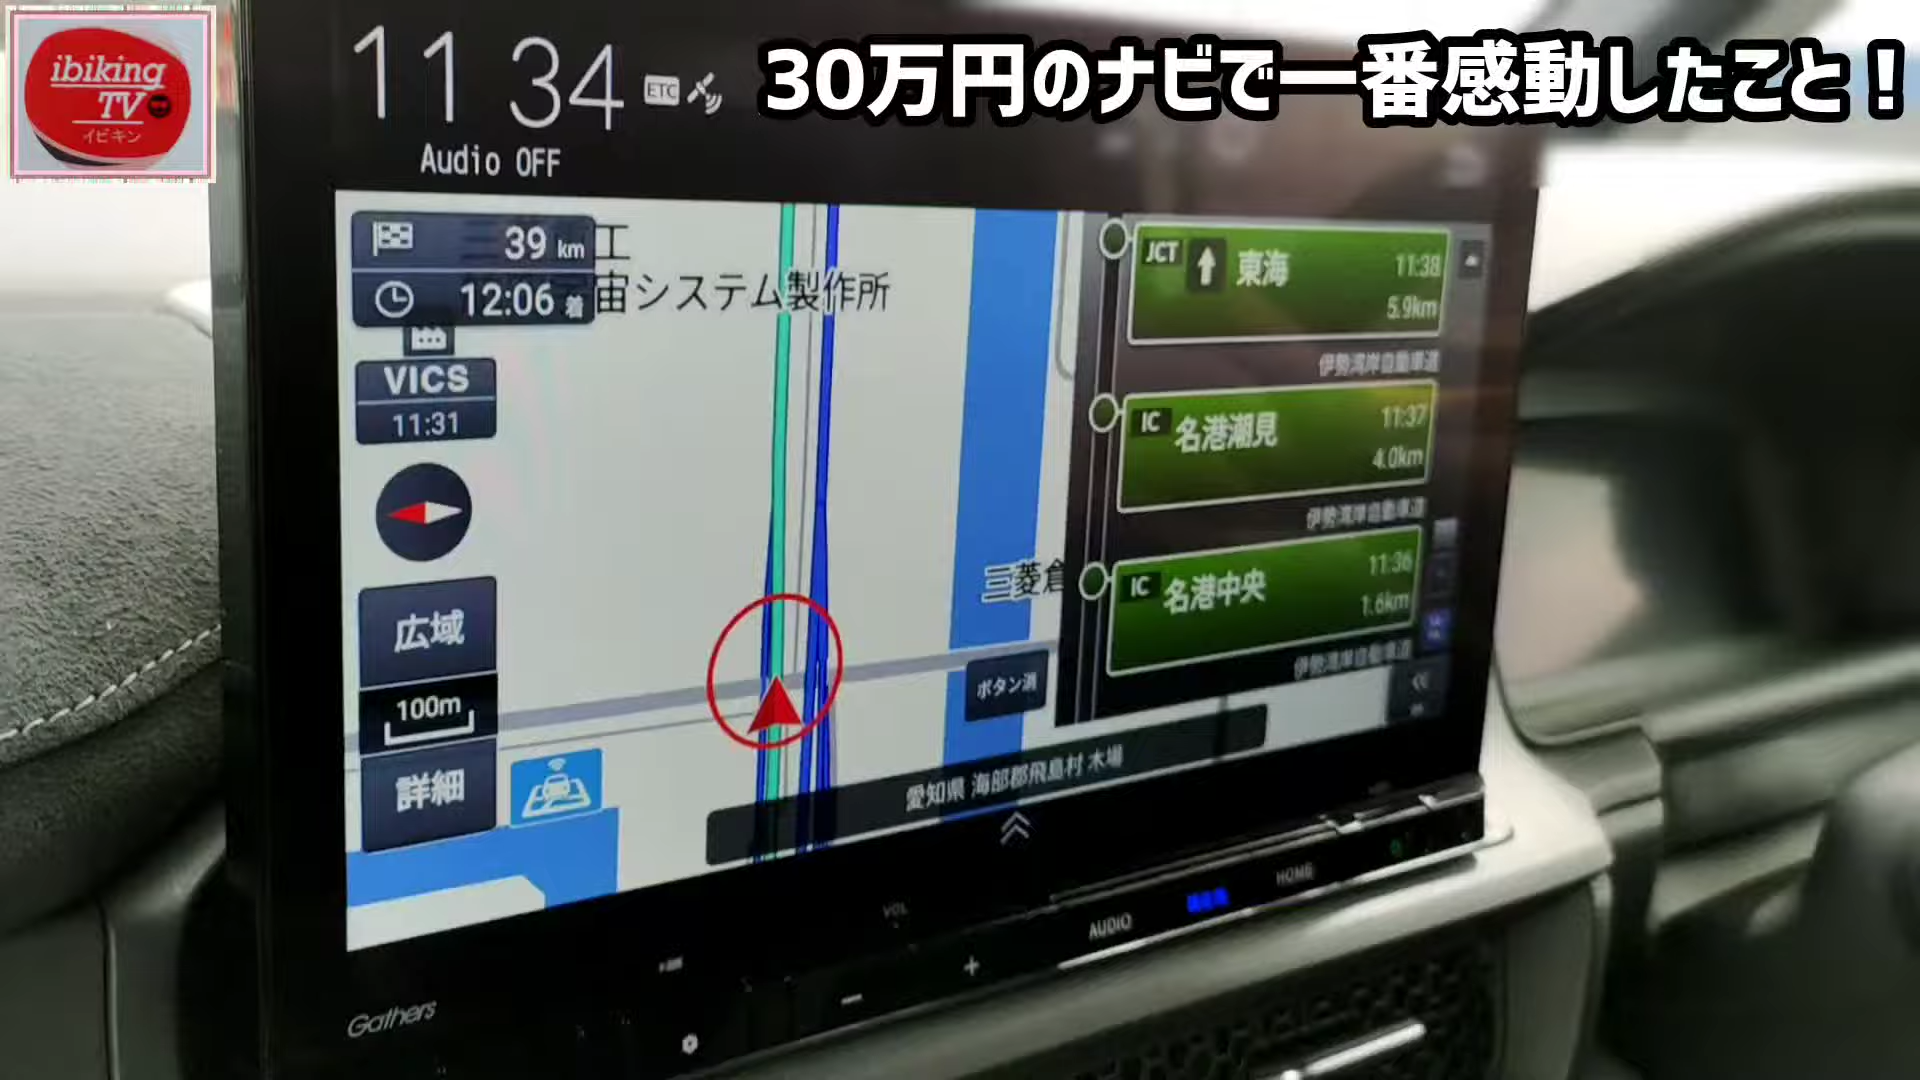 ibiking
TV
イビキン
30万円のナビで一番感動したこと！
11 34
ETC
Audio OFF
39 km
12:06 着
工
宙システム製作所
VICS
11:31
広域
100m
詳細
JCT 東海 11:38
5.9km
伊勢湾岸自動車道
IC 名港潮見 11:37
4.0km
伊勢湾岸自動車道
IC 名港中央 11:36
1.6km
伊勢湾岸自動車道
三菱倉
ボタン消
愛知県 海部郡飛島村 木場
VOL
AUDIO
現在地
HOME
+
−
Gathers